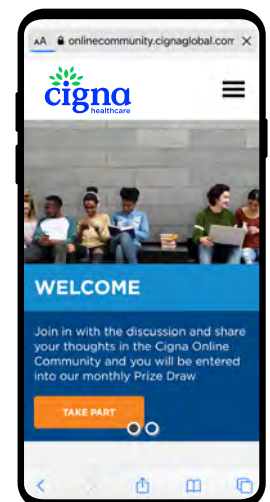 AA onlinecommunity.cignaglobal.com X
cigna
healthcare
WELCOME
Join in with the discussion and share
your thoughts in the Cigna Online
Community and you will be entered
into our monthly Prize Draw
TAKE PART